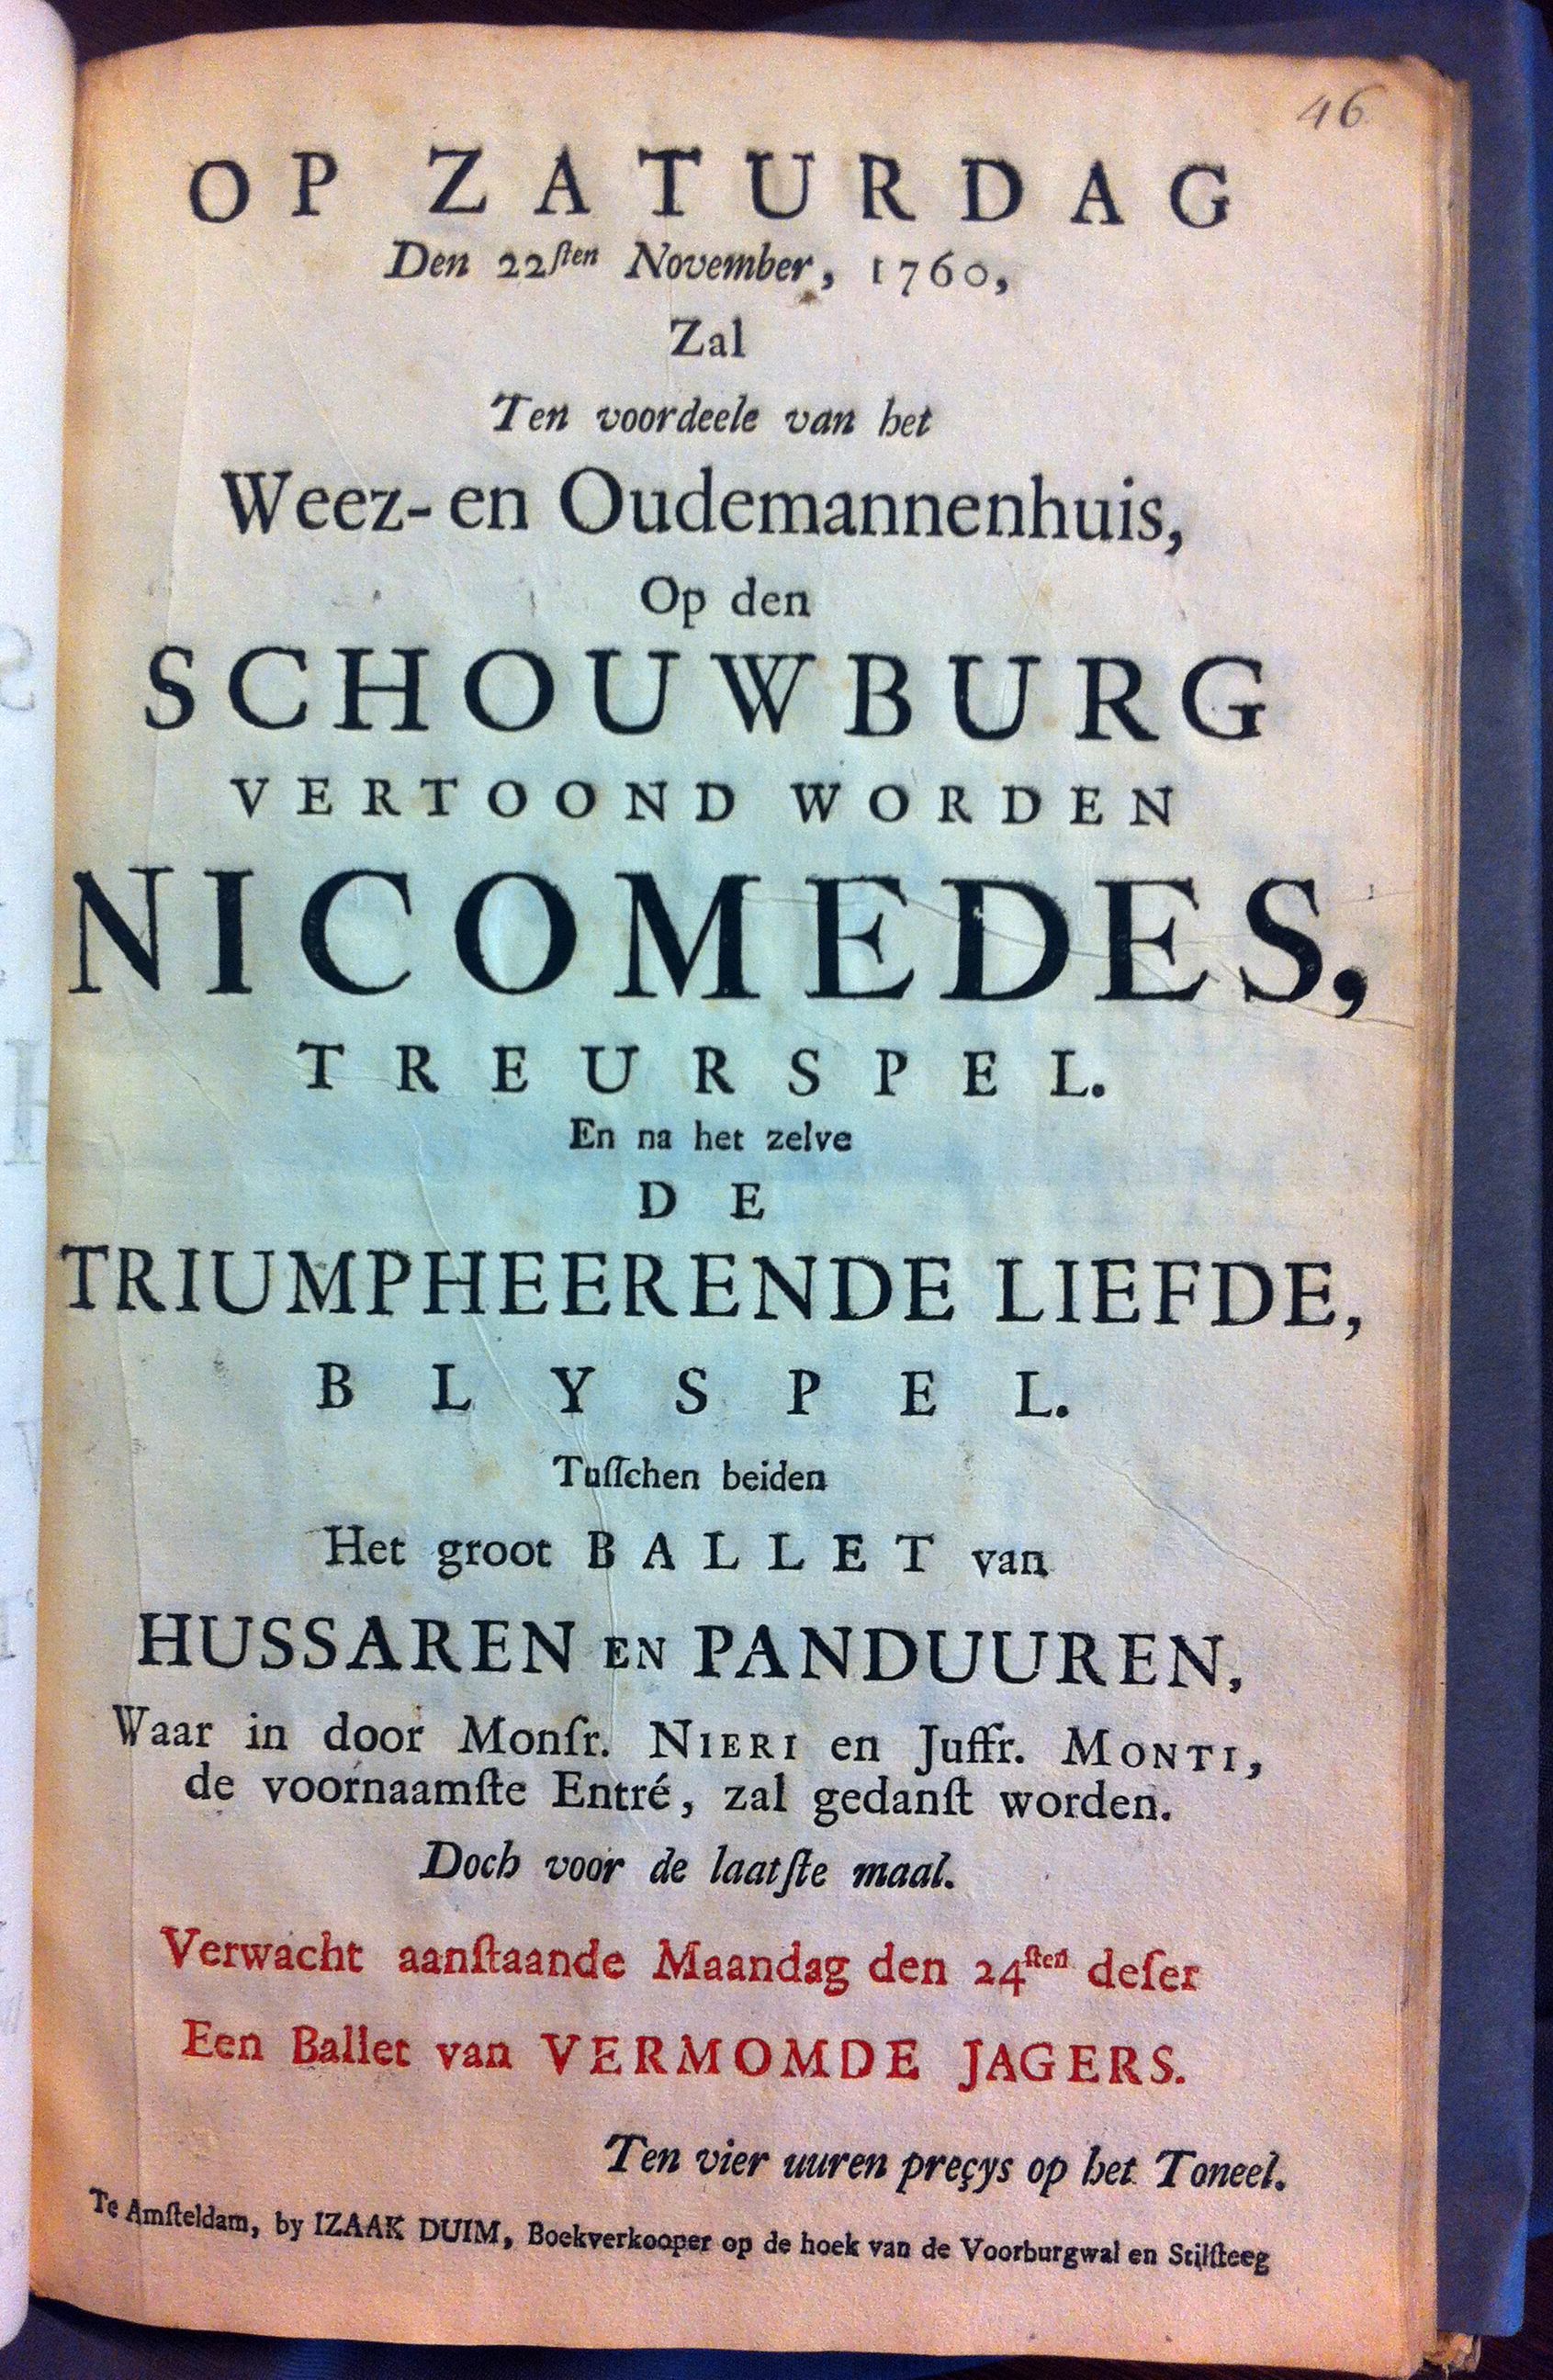 46
OP ZATURDAG
Den 22ſten November, 1760,
Zal
Ten voordeele van het
Weez- en Oudemannenhuis,
Op den
SCHOUWBURG
VERTOOND WORDEN
NICOMEDES,
TREURSPEL.
En na het zelve
DE
TRIUMPHEERENDE LIEFDE,
BLYSPEL.
Tuſſchen beiden
Het groot BALLET van
HUSSAREN EN PANDUUREN,
Waar in door Monſr. NIERI en Juffr. MONTI,
de voornaamſte Entré, zal gedanſt worden.
Doch voor de laatſte maal.
Verwacht aanſtaande Maandag den 24ſten deſer
Een Ballet van VERMOMDE JAGERS.
Ten vier uuren preçys op het Toneel.
Te Amſteldam, by IZAAK DUIM, Boekverkooper op de hoek van de Voorburgwal en Stilſteeg